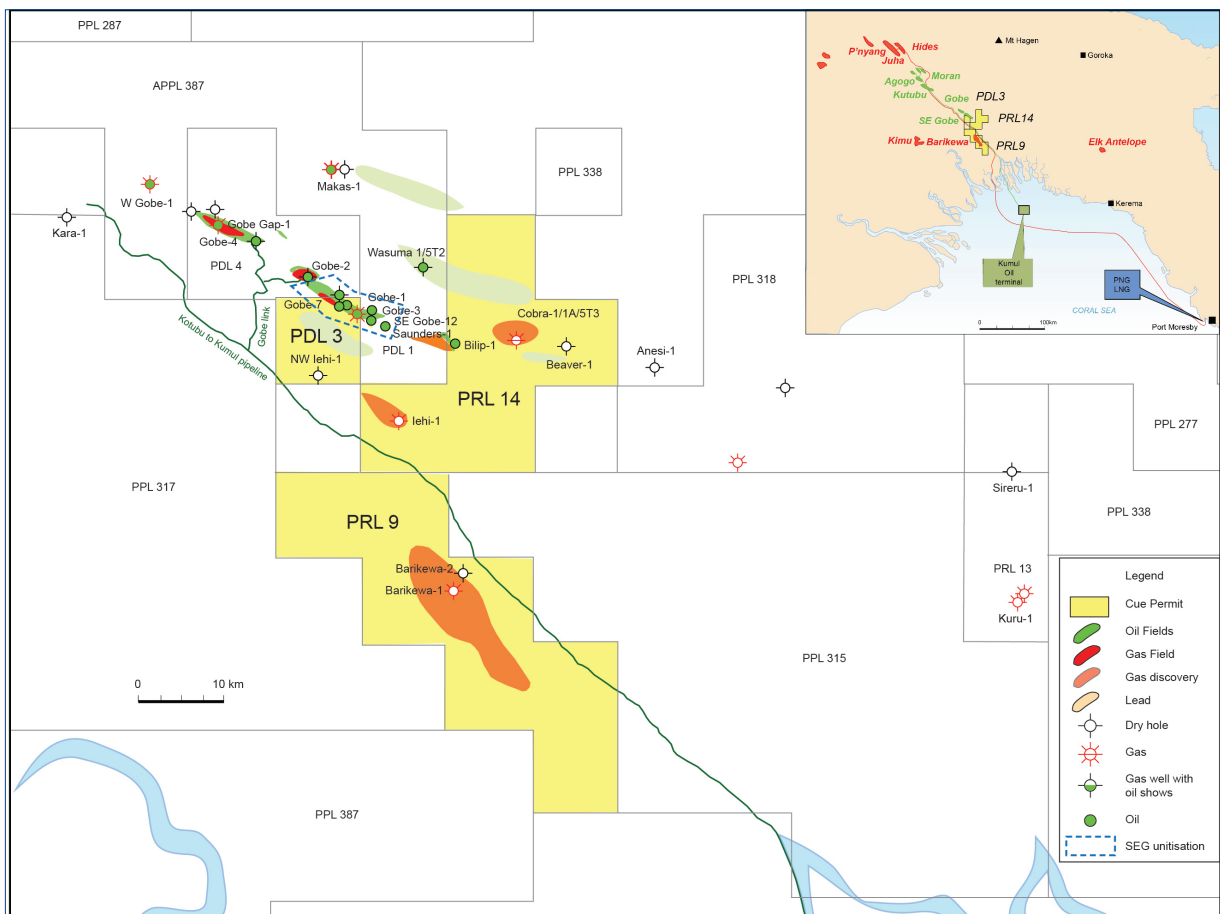 PPL 287
APPL 387
PPL 338
Makas-1
W Gobe-1
Kara-1
Gobe Gap-1
Gobe-4
PDL 4
Wasuma 1/5T2
Gobe-2
PPL 318
Gobe-7
Gobe-1
Gobe-3
SE Gobe-12
Saunders-1
Cobra-1/1A/5T3
PDL 3
PDL 1
Bilip-1
Beaver-1
Anesi-1
NW Iehi-1
Gobe link
Kotubu to Kumul pipeline
PRL 14
Iehi-1
PPL 277
PPL 317
Sireru-1
PRL 9
PPL 338
Barikewa-2
Barikewa-1
PRL 13
Kuru-1
PPL 315
0
10 km
PPL 387
P'nyang
Hides
Juha
Mt Hagen
Goroka
Agogo
Moran
Kutubu
Gobe
PDL3
SE Gobe
PRL14
Kimu
Barikewa
PRL9
Elk Antelope
Kerema
Kumul
Oil
terminal
PNG
LNG
CORAL SEA
Port Moresby
0
100km
Legend
Cue Permit
Oil Fields
Gas Field
Gas discovery
Lead
Dry hole
Gas
Gas well with
oil shows
Oil
SEG unitisation